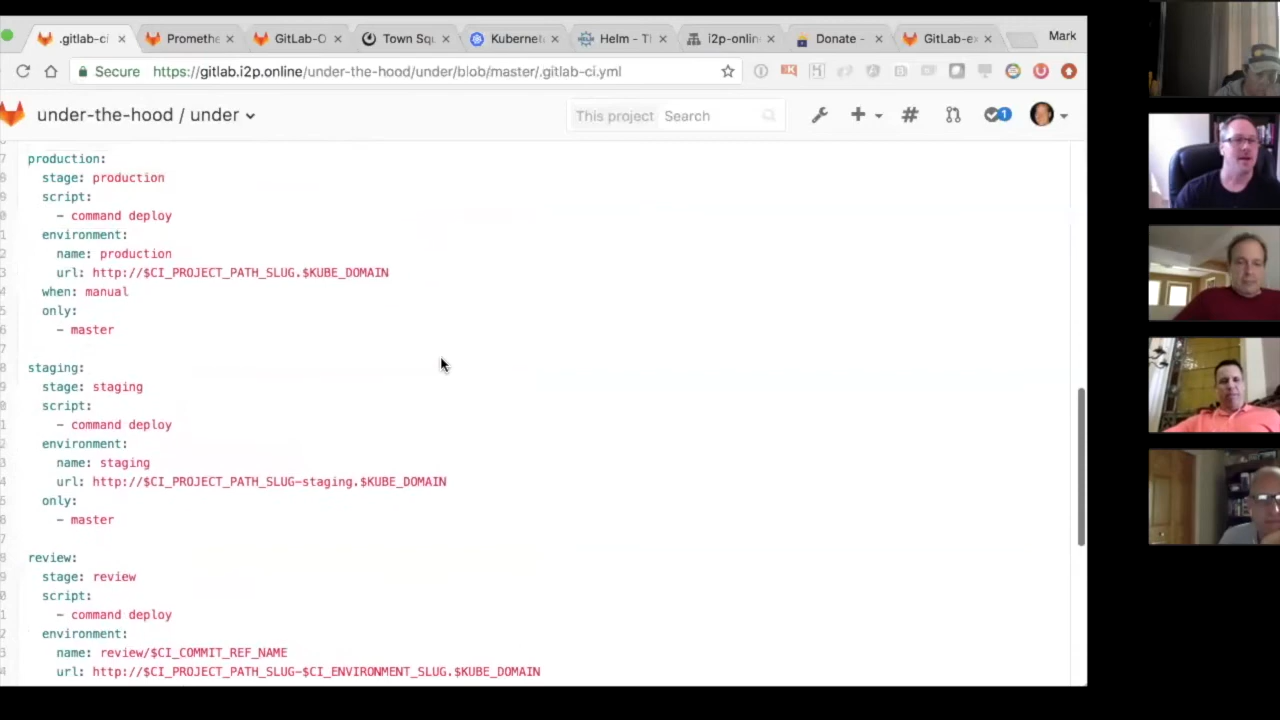 .gitlab-ci
Promethe
GitLab-O
Town Squ
Kubernet
Helm - Th
i2p-online
Donate -
GitLab-ex
Mark
Secure https://gitlab.i2p.online/under-the-hood/under/blob/master/.gitlab-ci.yml
under-the-hood / under
This project Search
1
production:
stage: production
script:
- command deploy
environment:
name: production
url: http://$CI_PROJECT_PATH_SLUG.$KUBE_DOMAIN
when: manual
only:
- master
staging:
stage: staging
script:
- command deploy
environment:
name: staging
url: http://$CI_PROJECT_PATH_SLUG-staging.$KUBE_DOMAIN
only:
- master
review:
stage: review
script:
- command deploy
environment:
name: review/$CI_COMMIT_REF_NAME
url: http://$CI_PROJECT_PATH_SLUG-$CI_ENVIRONMENT_SLUG.$KUBE_DOMAIN